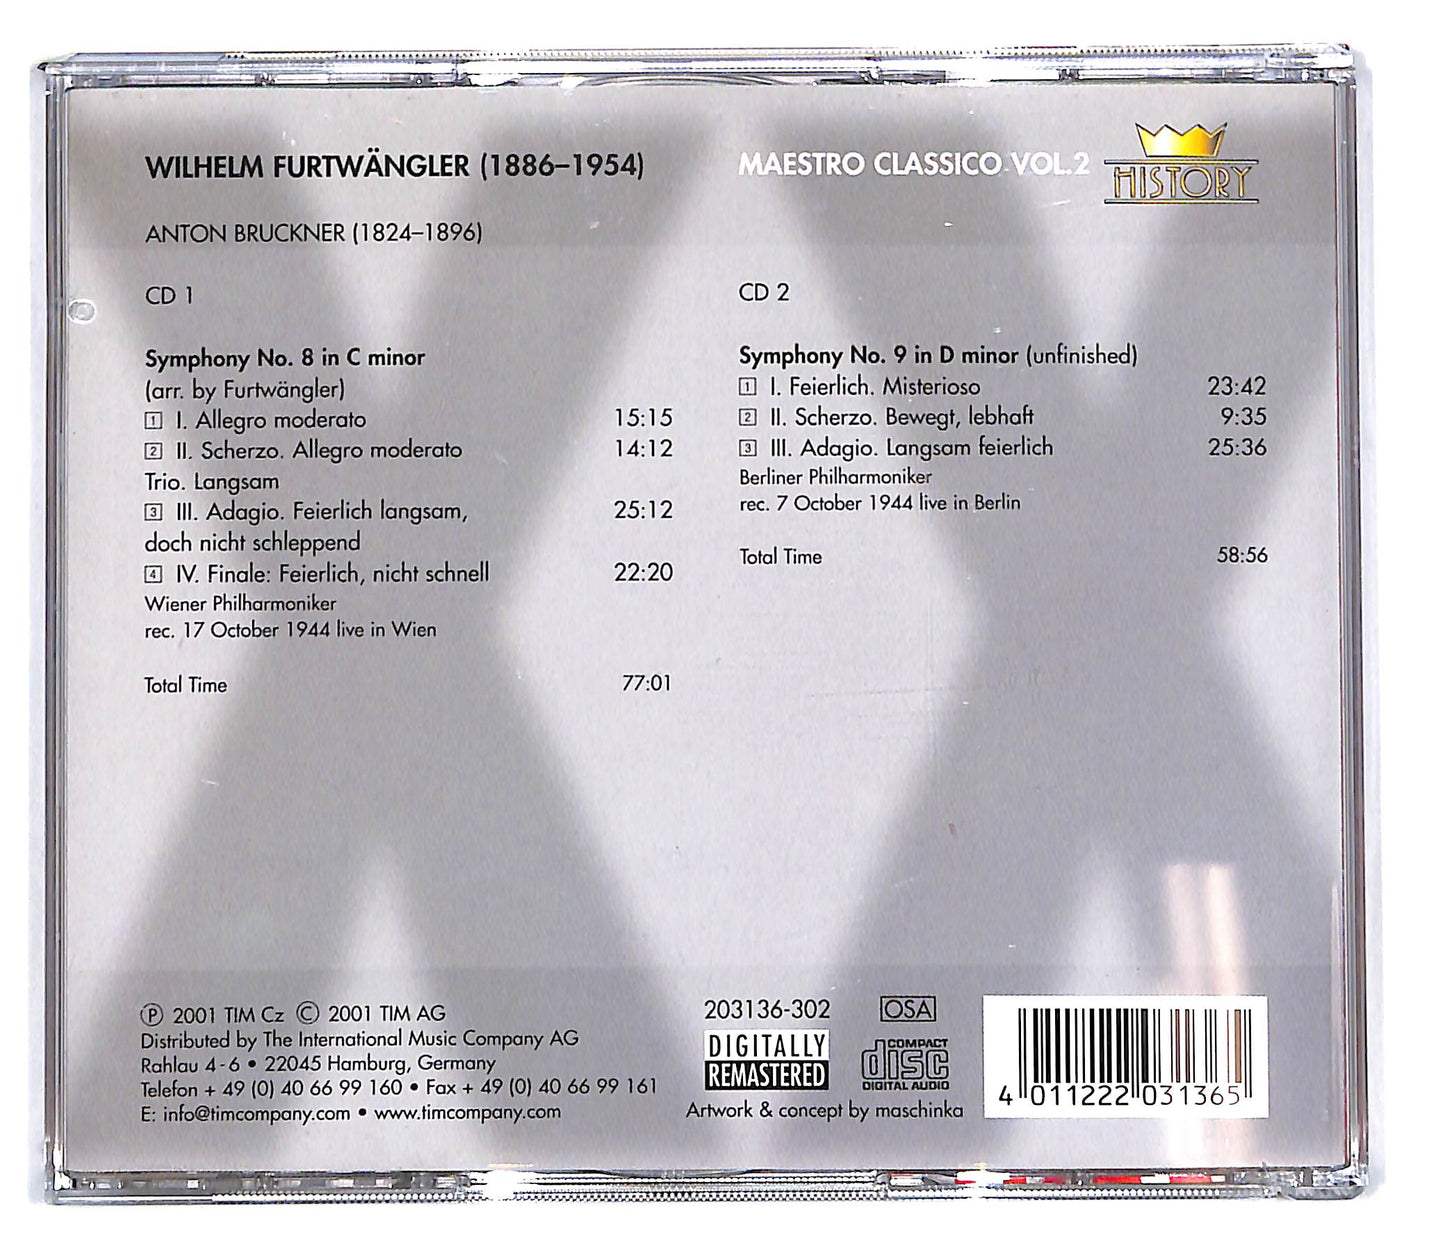 WILHELM FURTWÄNGLER (1886–1954)
ANTON BRUCKNER (1824–1896)
CD 1
Symphony No. 8 in C minor
(arr. by Furtwängler)
1 I. Allegro moderato 15:15
2 II. Scherzo. Allegro moderato 14:12
Trio. Langsam
3 III. Adagio. Feierlich langsam, 25:12
doch nicht schleppend
4 IV. Finale: Feierlich, nicht schnell 22:20
Wiener Philharmoniker
rec. 17 October 1944 live in Wien
Total Time 77:01
MAESTRO CLASSICO VOL.2
HISTORY
CD 2
Symphony No. 9 in D minor (unfinished)
1 I. Feierlich. Misterioso 23:42
2 II. Scherzo. Bewegt, lebhaft 9:35
3 III. Adagio. Langsam feierlich 25:36
Berliner Philharmoniker
rec. 7 October 1944 live in Berlin
Total Time 58:56
Ⓟ 2001 TIM Cz © 2001 TIM AG
Distributed by The International Music Company AG
Rahlau 4-6 • 22045 Hamburg, Germany
Telefon + 49 (0) 40 66 99 160 • Fax + 49 (0) 40 66 99 161
E: info@timcompany.com • www.timcompany.com
203136-302
OSA
DIGITALLY
REMASTERED
COMPACT
disc
DIGITAL AUDIO
Artwork & concept by maschinka
4 011222 031365